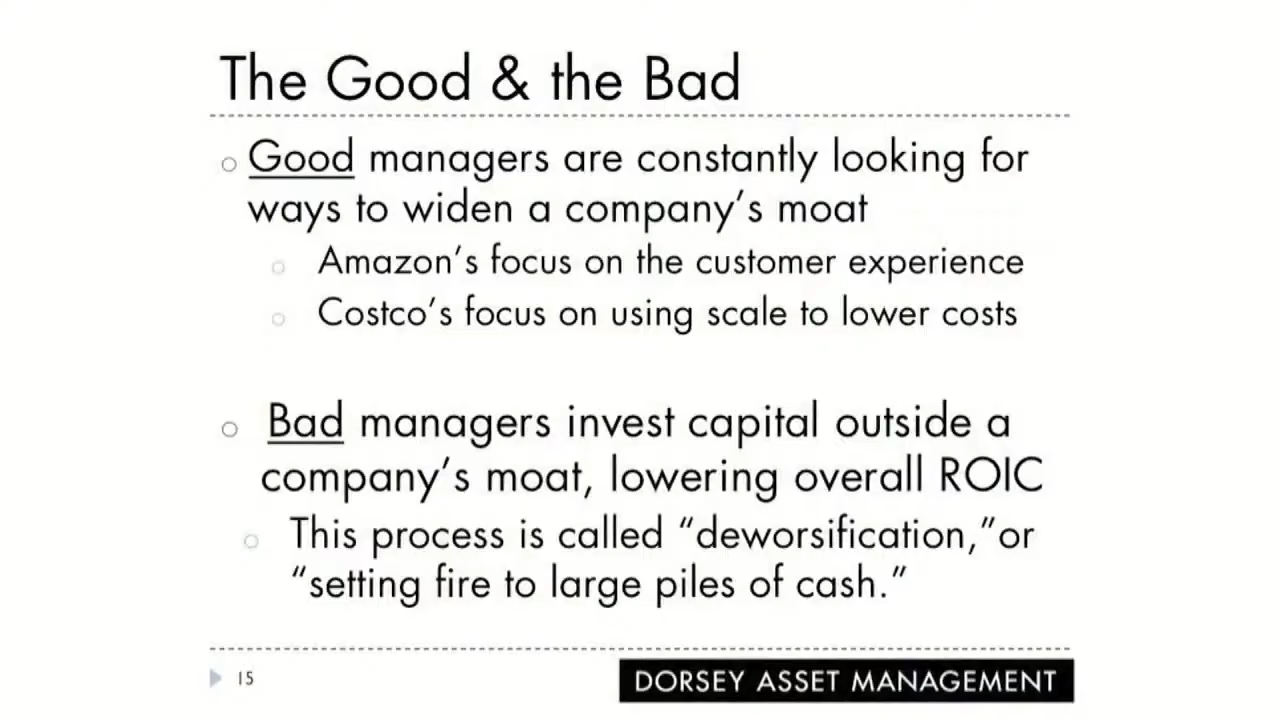 The Good & the Bad
Good managers are constantly looking for
ways to widen a company’s moat
Amazon’s focus on the customer experience
Costco’s focus on using scale to lower costs
Bad managers invest capital outside a
company’s moat, lowering overall ROIC
This process is called “deworsification,”or
“setting fire to large piles of cash.”
15
DORSEY ASSET MANAGEMENT